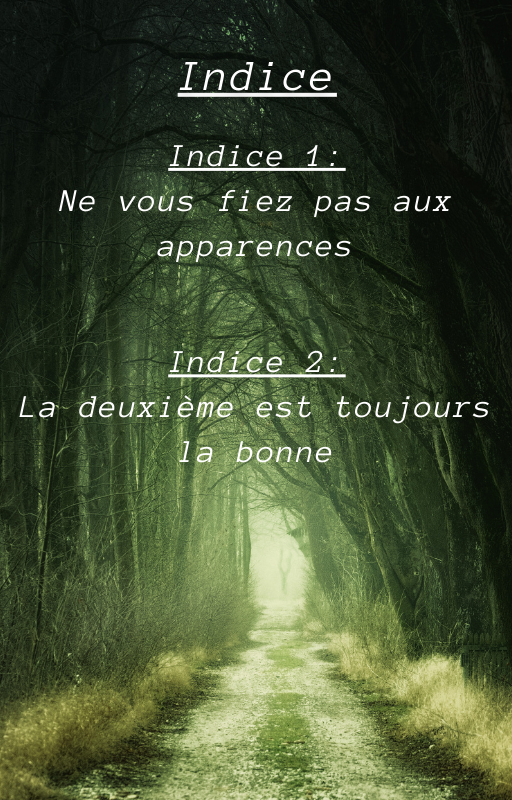 Indice
Indice 1:
Ne vous fiez pas aux
apparences
Indice 2:
La deuxième est toujours
la bonne